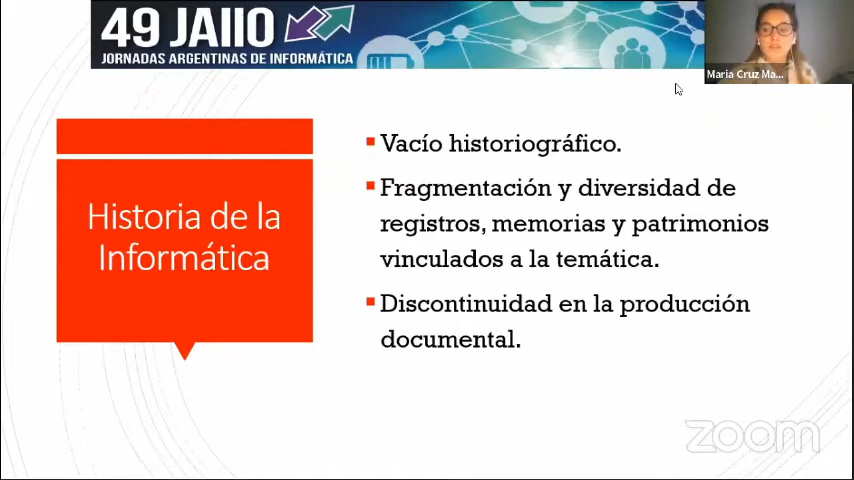 49 JAIIO
JORNADAS ARGENTINAS DE INFORMÁTICA
Maria Cruz Ma...
Historia de la
Informática
Vacío historiográfico.
Fragmentación y diversidad de
registros, memorias y patrimonios
vinculados a la temática.
Discontinuidad en la producción
documental.
zoom